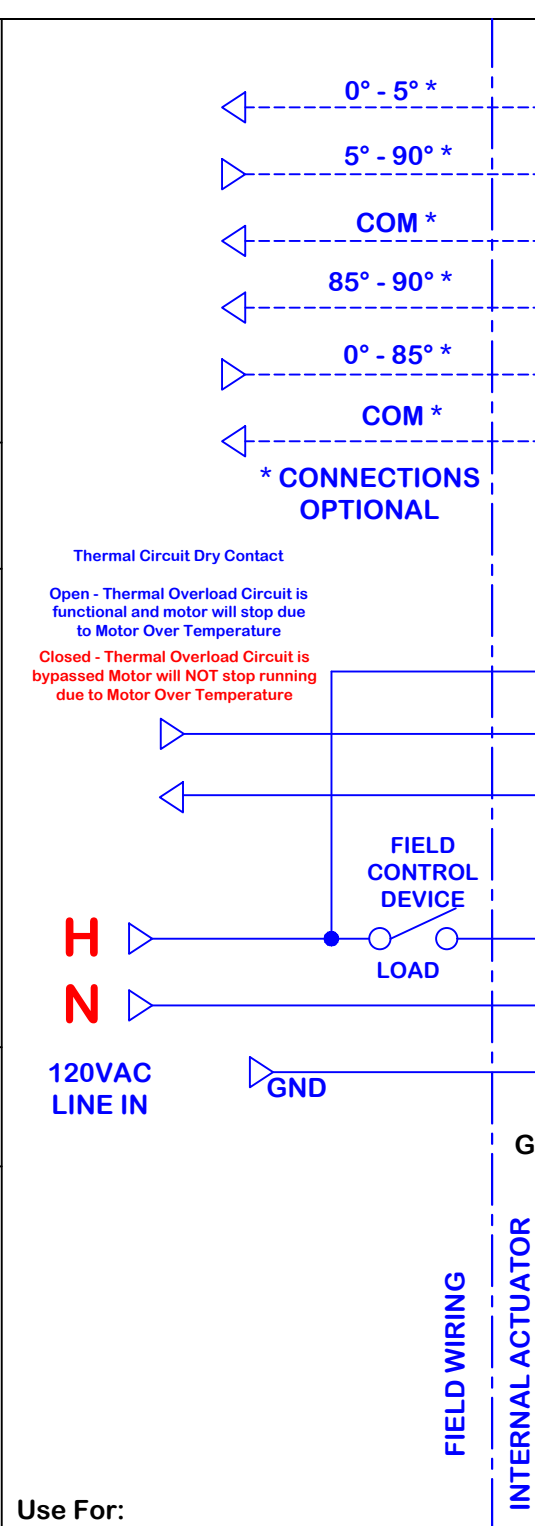 0° - 5° *
5° - 90° *
COM *
85° - 90° *
0° - 85° *
COM *
* CONNECTIONS
OPTIONAL
Thermal Circuit Dry Contact
Open - Thermal Overload Circuit is
functional and motor will stop due
to Motor Over Temperature
Closed - Thermal Overload Circuit is
bypassed Motor will NOT stop running
due to Motor Over Temperature
FIELD
CONTROL
DEVICE
H
LOAD
N
120VAC
LINE IN
GND
G
FIELD WIRING
INTERNAL ACTUATOR
Use For: